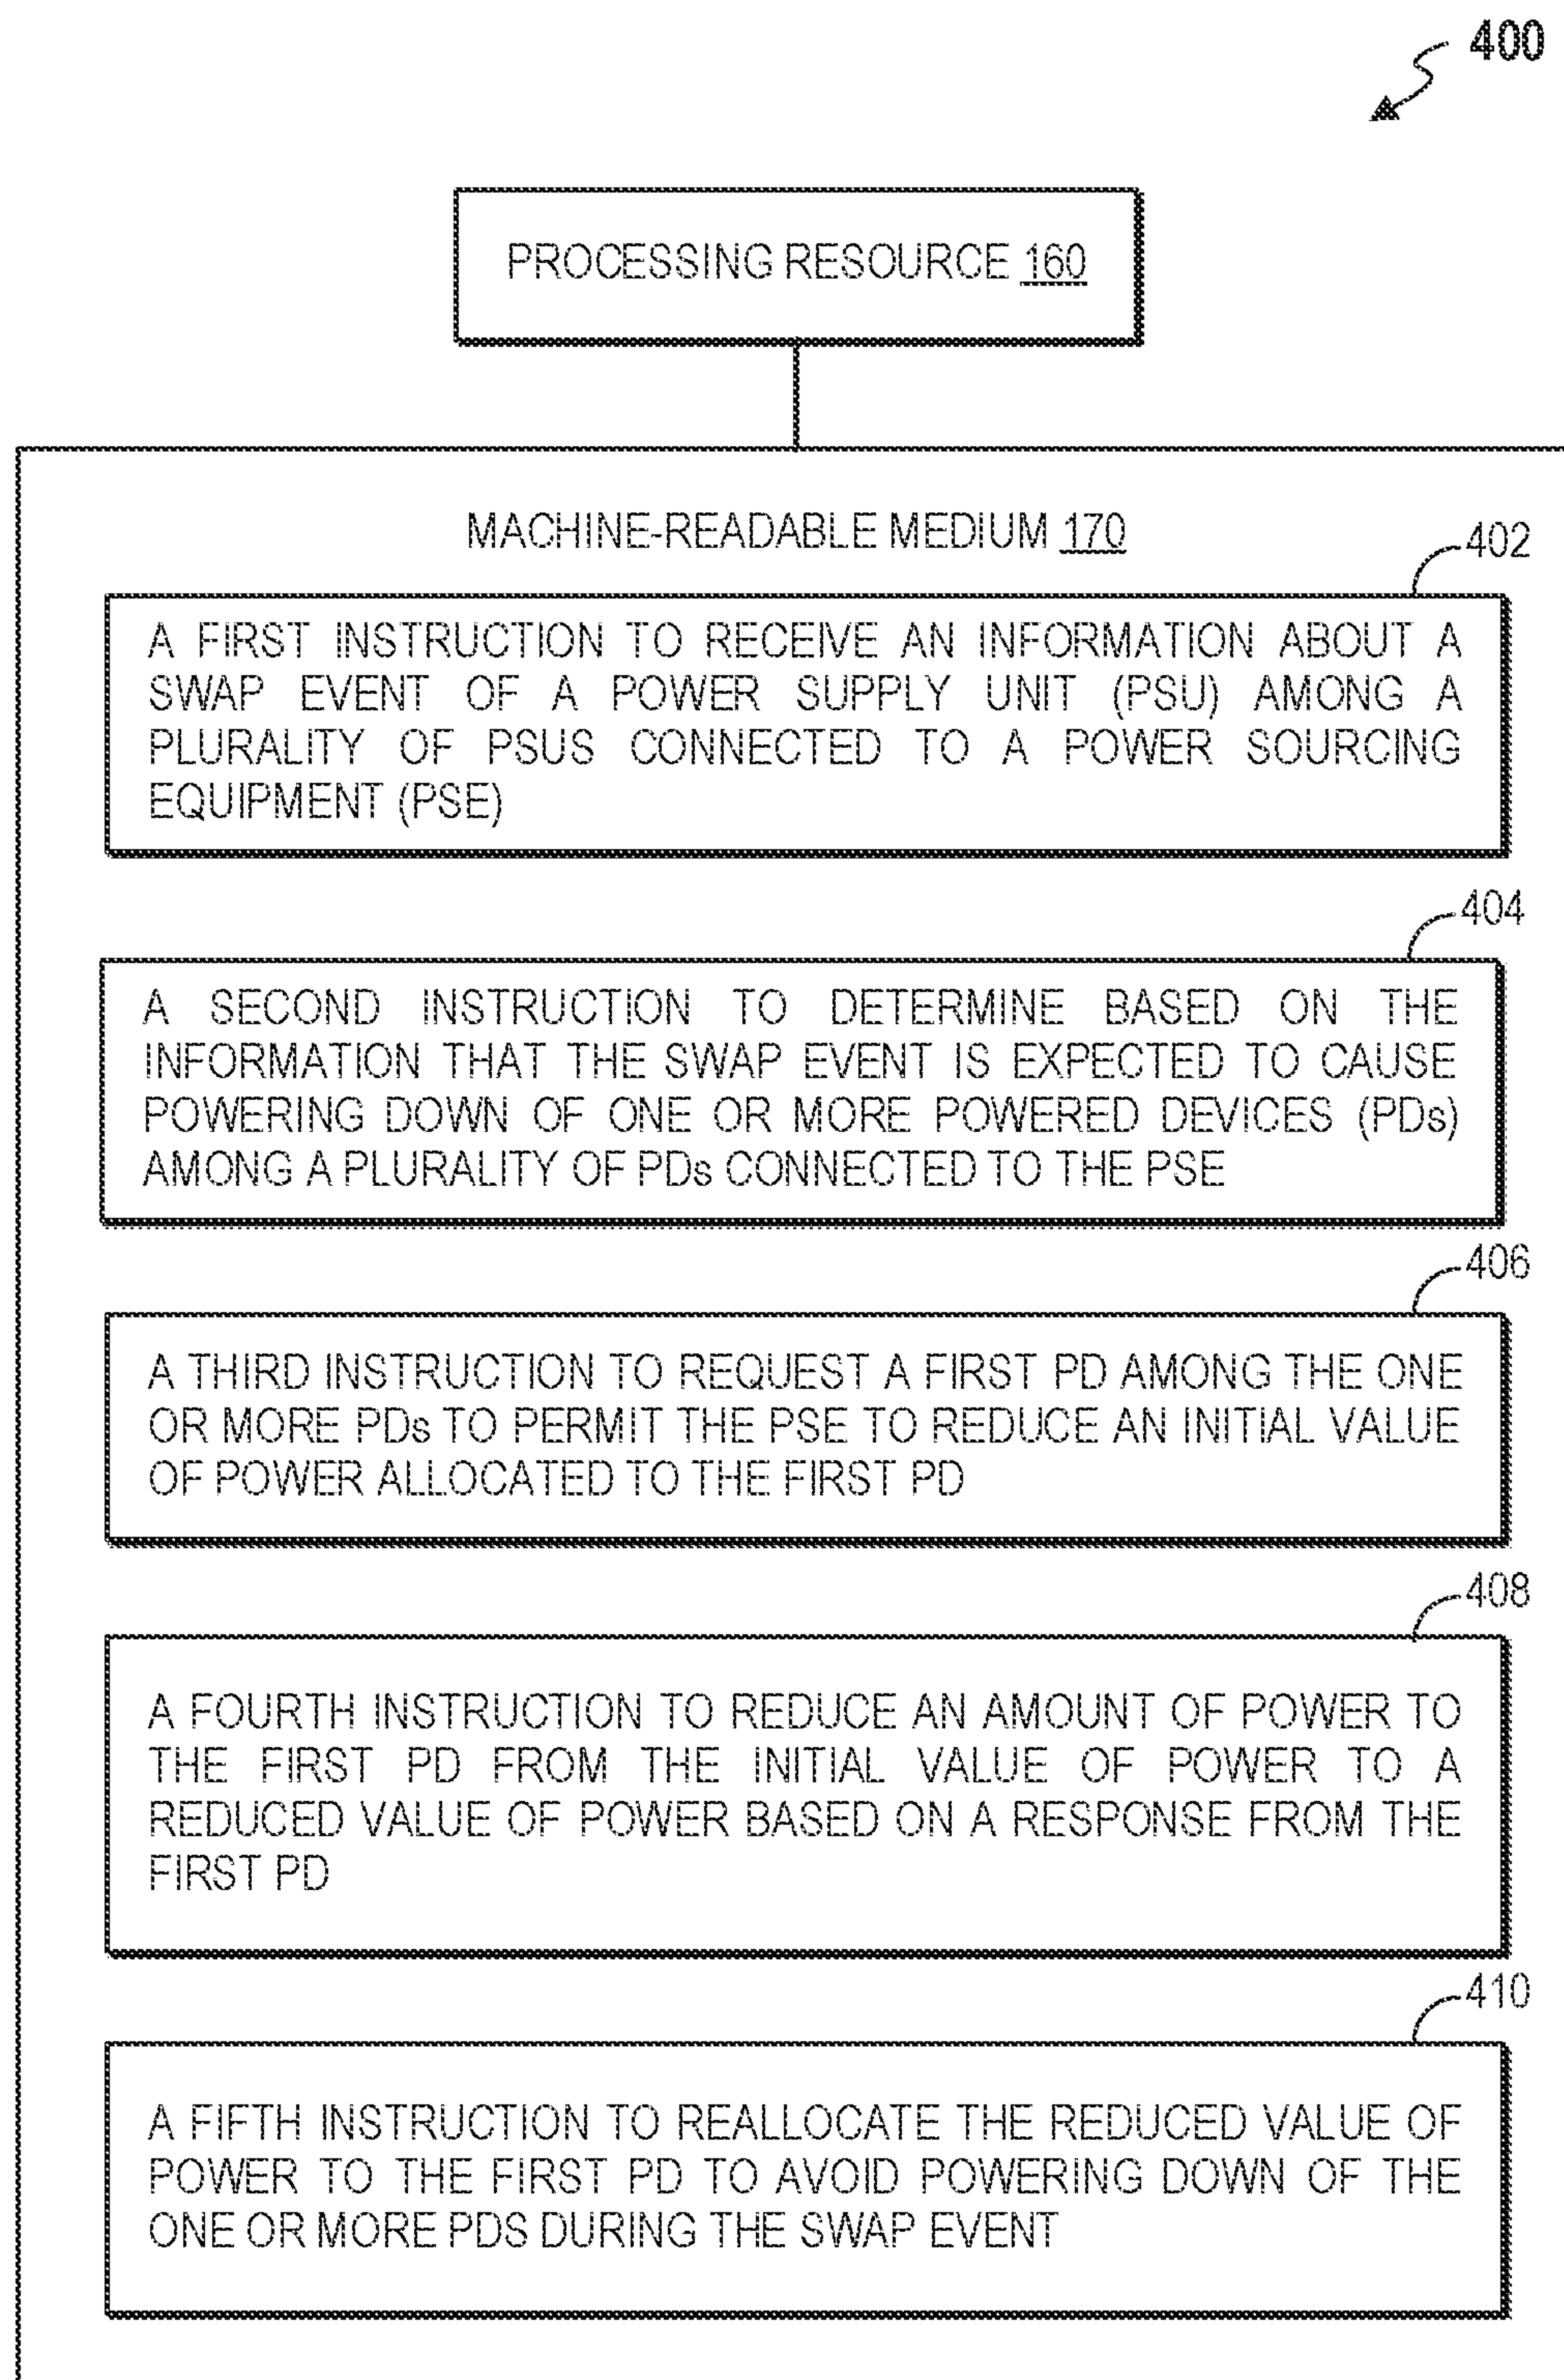 400
PROCESSING RESOURCE 160
MACHINE-READABLE MEDIUM 170
402
A FIRST INSTRUCTION TO RECEIVE AN INFORMATION ABOUT A
SWAP EVENT OF A POWER SUPPLY UNIT (PSU) AMONG A
PLURALITY OF PSUS CONNECTED TO A POWER SOURCING
EQUIPMENT (PSE)
404
A SECOND INSTRUCTION TO DETERMINE BASED ON THE
INFORMATION THAT THE SWAP EVENT IS EXPECTED TO CAUSE
POWERING DOWN OF ONE OR MORE POWERED DEVICES (PDs)
AMONG A PLURALITY OF PDs CONNECTED TO THE PSE
406
A THIRD INSTRUCTION TO REQUEST A FIRST PD AMONG THE ONE
OR MORE PDs TO PERMIT THE PSE TO REDUCE AN INITIAL VALUE
OF POWER ALLOCATED TO THE FIRST PD
408
A FOURTH INSTRUCTION TO REDUCE AN AMOUNT OF POWER TO
THE FIRST PD FROM THE INITIAL VALUE OF POWER TO A
REDUCED VALUE OF POWER BASED ON A RESPONSE FROM THE
FIRST PD
410
A FIFTH INSTRUCTION TO REALLOCATE THE REDUCED VALUE OF
POWER TO THE FIRST PD TO AVOID POWERING DOWN OF THE
ONE OR MORE PDS DURING THE SWAP EVENT